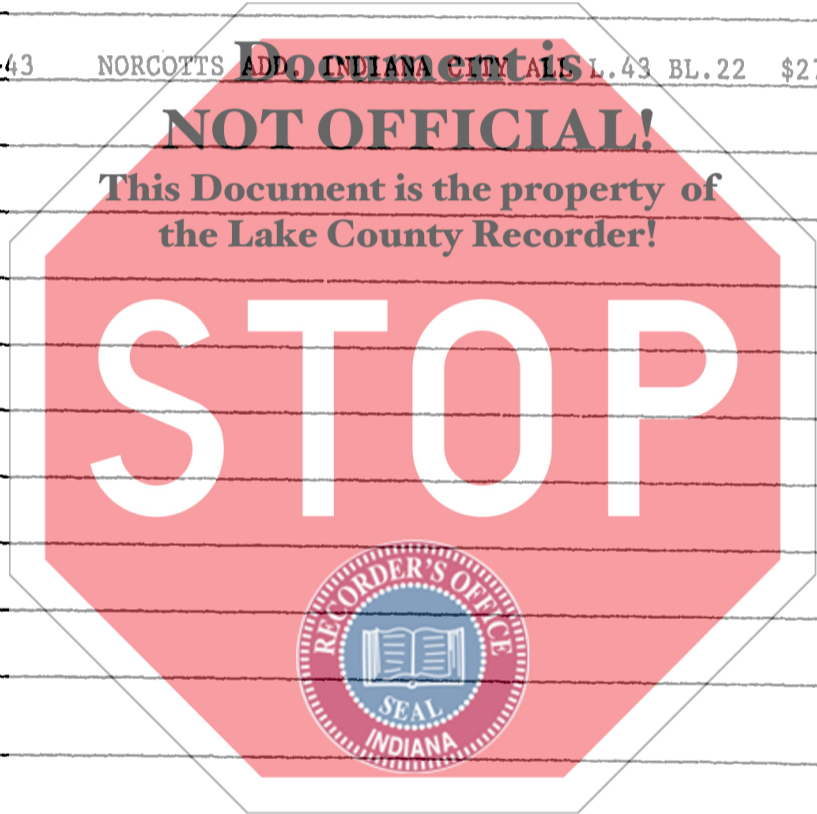 43 NORCOTTS ADD. INDIANA CITY ALL L.43 BL.22 $27
Document is
NOT OFFICIAL!
This Document is the property of
the Lake County Recorder!
STOP
RECORDER'S OFFICE
SEAL
INDIANA